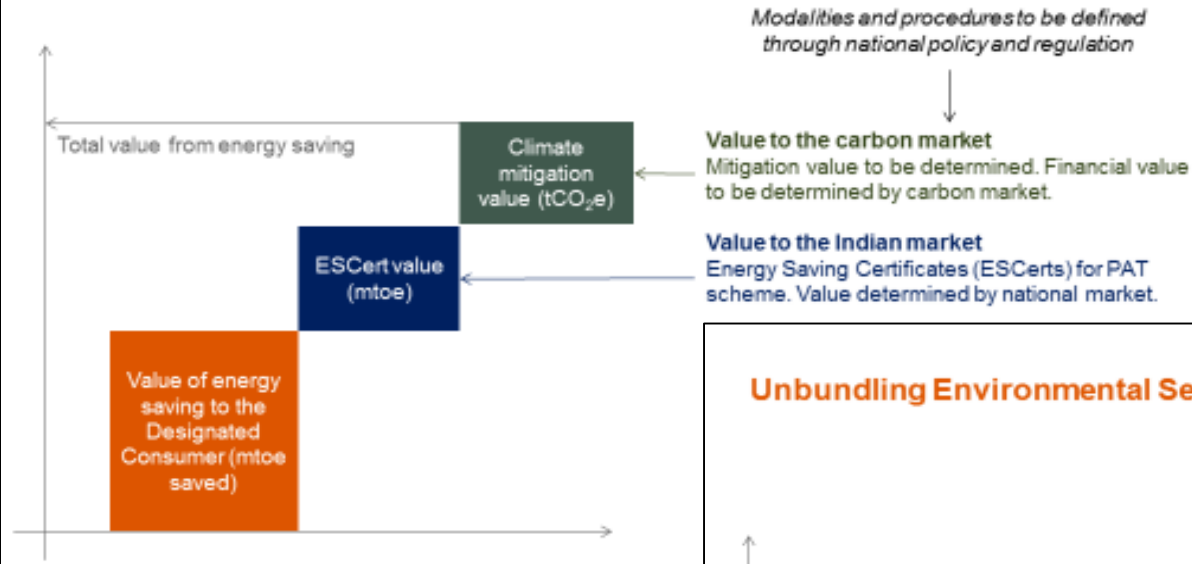 Modalities and procedures to be defined
through national policy and regulation
Total value from energy saving
Climate
mitigation
value (tCO₂e)
Value to the carbon market
Mitigation value to be determined. Financial value
to be determined by carbon market.
ESCert value
(mtoe)
Value to the Indian market
Energy Saving Certificates (ESCerts) for PAT
scheme. Value determined by national market.
Value of energy
saving to the
Designated
Consumer (mtoe
saved)
Unbundling Environmental Se